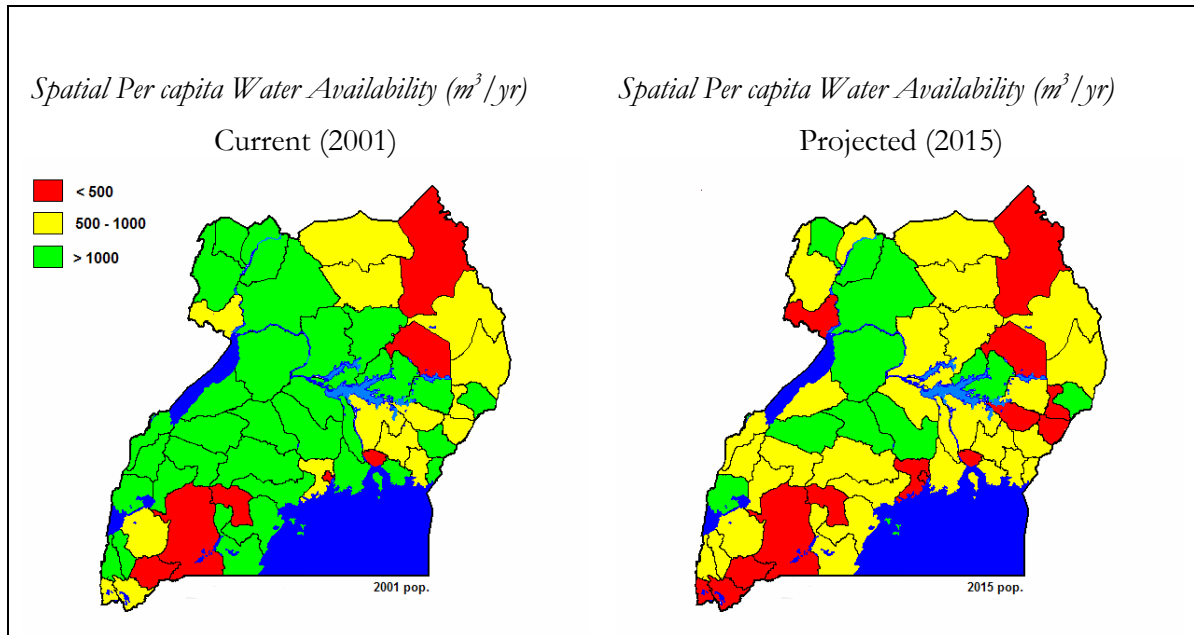 Spatial Per capita Water Availability (m³/yr)
Current (2001)
< 500
500 - 1000
> 1000
2001 pop.
Spatial Per capita Water Availability (m³/yr)
Projected (2015)
2015 pop.